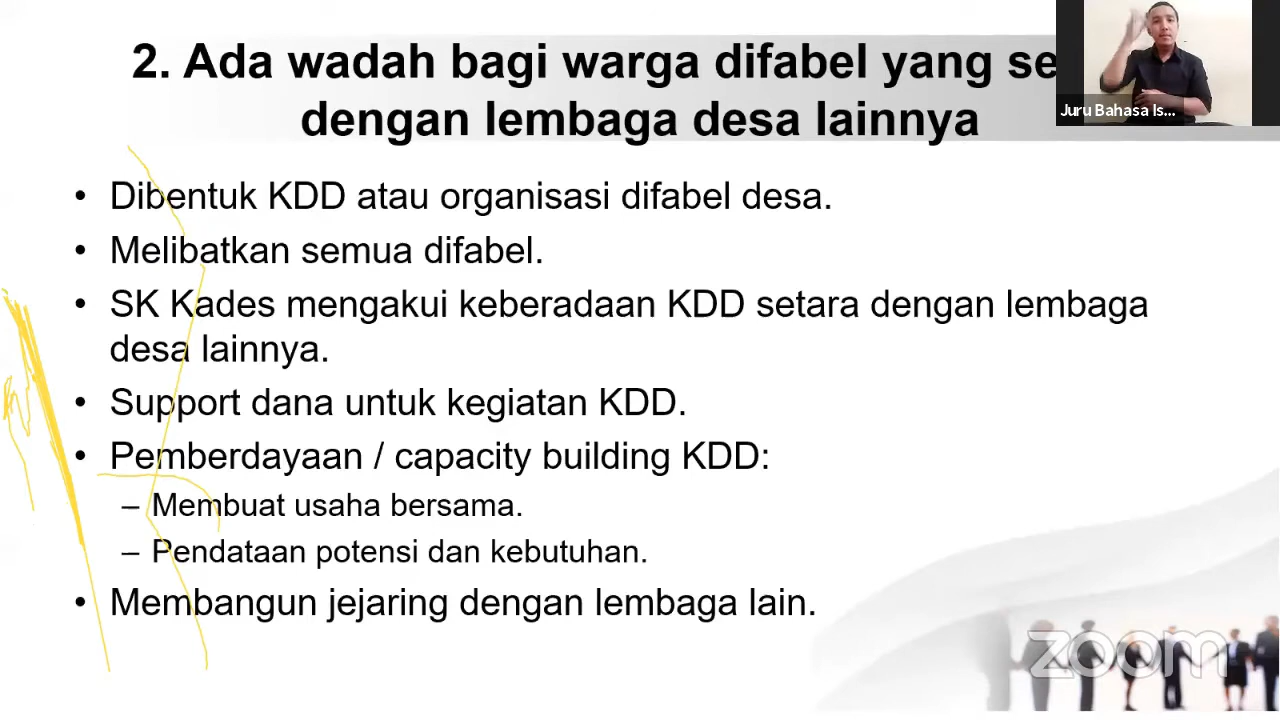 2. Ada wadah bagi warga difabel yang se
dengan lembaga desa lainnya
Juru Bahasa Is...
• Dibentuk KDD atau organisasi difabel desa.
• Melibatkan semua difabel.
• SK Kades mengakui keberadaan KDD setara dengan lembaga
desa lainnya.
• Support dana untuk kegiatan KDD.
• Pemberdayaan / capacity building KDD:
– Membuat usaha bersama.
– Pendataan potensi dan kebutuhan.
• Membangun jejaring dengan lembaga lain.
zoom